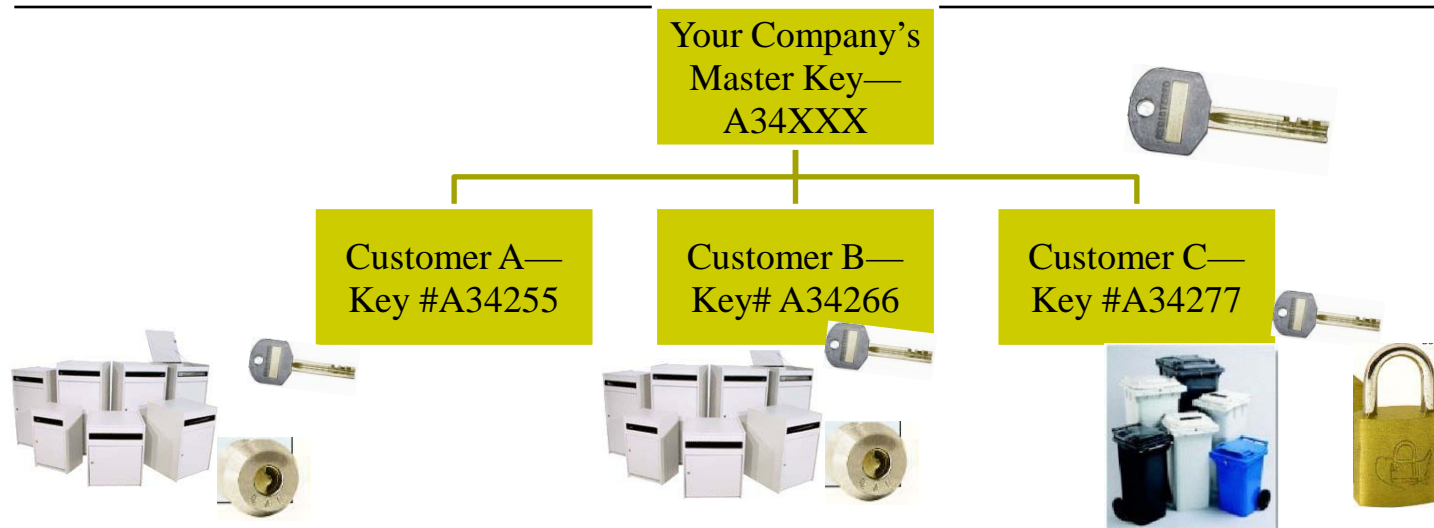 Your Company’s
Master Key—
A34XXX
Customer A—
Key #A34255
Customer B—
Key# A34266
Customer C—
Key #A34277